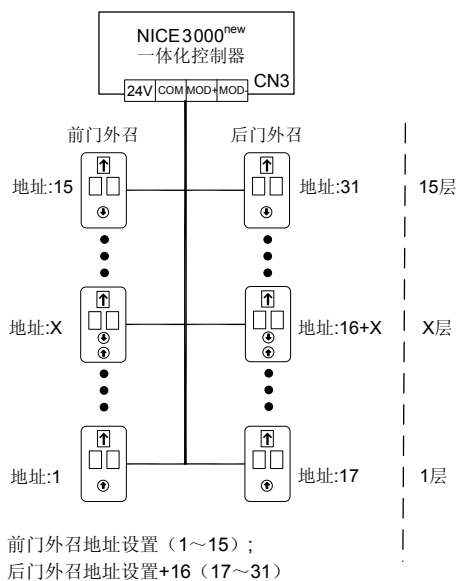 NICE3000new
一体化控制器
24V COM MOD+ MOD- CN3
前门外召 后门外召
地址:15 地址:31 15层
地址:X 地址:16+X X层
地址:1 地址:17 1层
前门外召地址设置（1～15）;
后门外召地址设置+16（17～31）